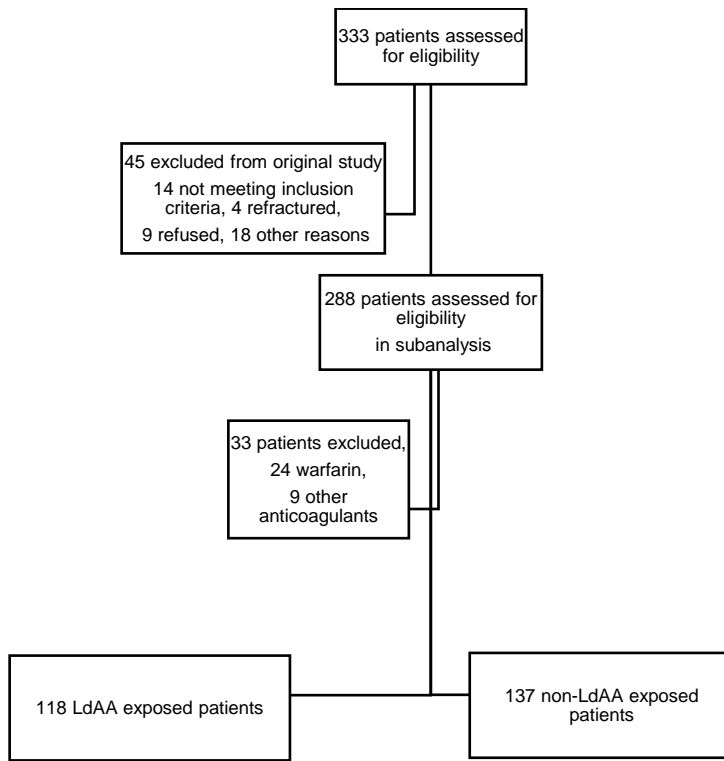 333 patients assessed
for eligibility
45 excluded from original study
14 not meeting inclusion
criteria, 4 refractured,
9 refused, 18 other reasons
288 patients assessed for
eligibility
in subanalysis
33 patients excluded,
24 warfarin,
9 other
anticoagulants
118 LdAA exposed patients
137 non-LdAA exposed
patients